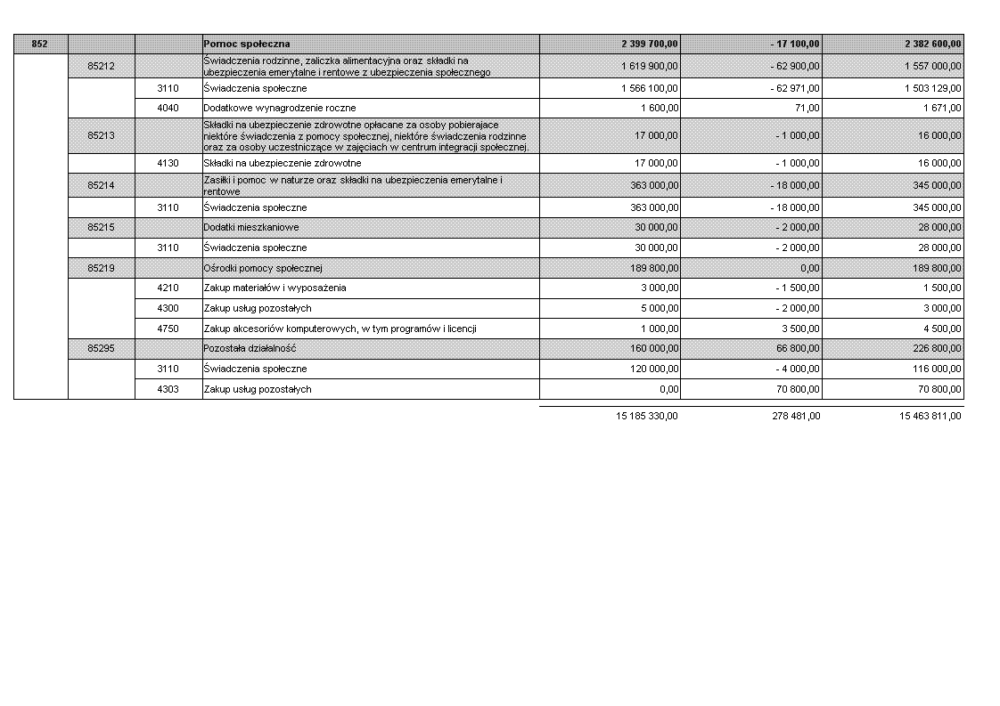 852 Pomoc społeczna 2 399 700,00 - 17 100,00 2 382 600,00
85212 Świadczenia rodzinne, zaliczka alimentacyjna oraz składki na
ubezpieczenia emerytalne i rentowe z ubezpieczenia społecznego 1 619 900,00 - 62 900,00 1 557 000,00
3110 Świadczenia społeczne 1 566 100,00 - 62 971,00 1 503 129,00
4040 Dodatkowe wynagrodzenie roczne 1 600,00 71,00 1 671,00
85213 Składki na ubezpieczenie zdrowotne opłacane za osoby pobierajace
niektóre świadczenia z pomocy społecznej, niektóre świadczenia rodzinne 17 000,00 - 1 000,00 16 000,00
oraz za osoby uczestniczące w zajęciach w centrum integracji społecznej.
4130 Składki na ubezpieczenie zdrowotne 17 000,00 - 1 000,00 16 000,00
85214 Zasiłki i pomoc w naturze oraz składki na ubezpieczenia emerytalne i
rentowe 363 000,00 - 18 000,00 345 000,00
3110 Świadczenia społeczne 363 000,00 - 18 000,00 345 000,00
85215 Dodatki mieszkaniowe 30 000,00 - 2 000,00 28 000,00
3110 Świadczenia społeczne 30 000,00 - 2 000,00 28 000,00
85219 Ośrodki pomocy społecznej 189 800,00 0,00 189 800,00
4210 Zakup materiałów i wyposażenia 3 000,00 - 1 500,00 1 500,00
4300 Zakup usług pozostałych 5 000,00 - 2 000,00 3 000,00
4750 Zakup akcesoriów komputerowych, w tym programów i licencji 1 000,00 3 500,00 4 500,00
85295 Pozostała działalność 160 000,00 66 800,00 226 800,00
3110 Świadczenia społeczne 120 000,00 - 4 000,00 116 000,00
4303 Zakup usług pozostałych 0,00 70 800,00 70 800,00
15 185 330,00 278 481,00 15 463 811,00